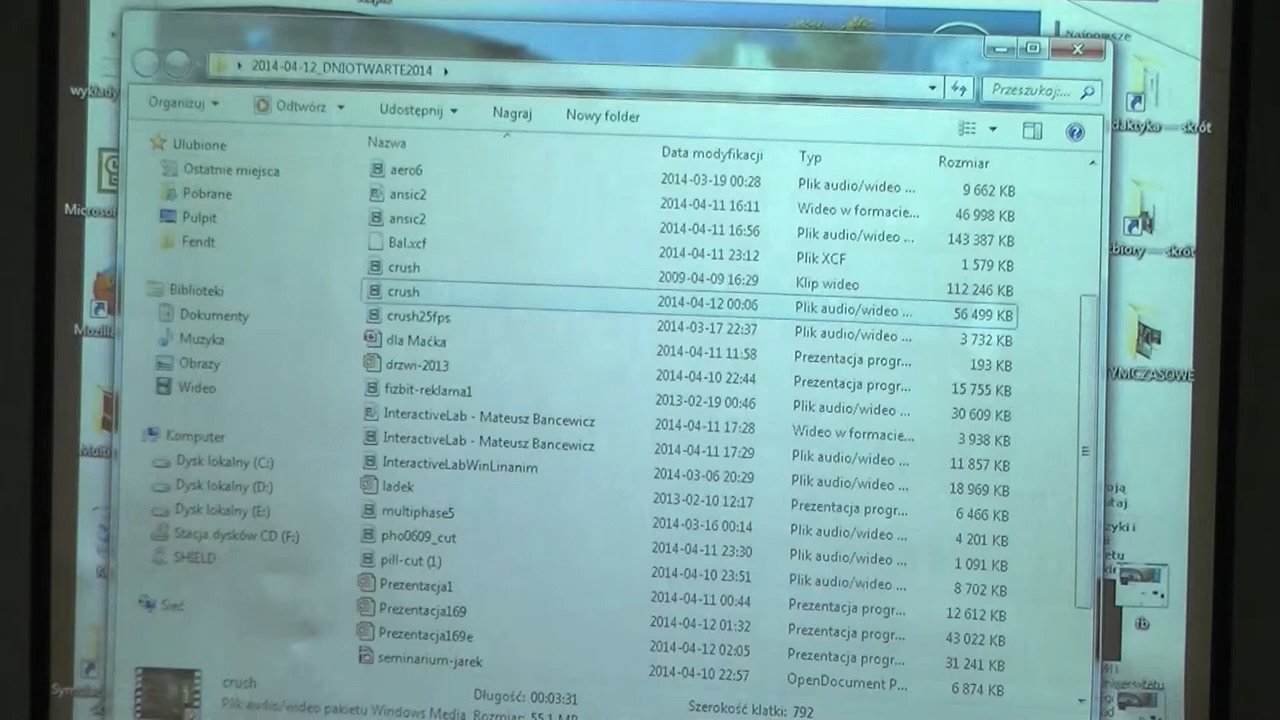 Najnowsze
2014-04-12_DNIOTWARTE2014
Przeszukaj:...
wykłady
Organizuj Otwórz Udostępnij Nagraj Nowy folder
daktyka — skrót
Nazwa Data modyfikacji Typ Rozmiar
Ulubione
Ostatnie miejsca
Pobrane
Pulpit
Fendt
Biblioteki
Dokumenty
Muzyka
Obrazy
Wideo
Komputer
Dysk lokalny (C:)
Dysk lokalny (D:)
Dysk lokalny (E:)
Stacja dysków CD (F:)
SHIELD
Sieć
aero6 2014-03-19 00:28 Plik audio/wideo ... 9 662 KB
ansic2 2014-04-11 16:11 Wideo w formacie... 46 998 KB
ansic2 2014-04-11 16:56 Plik audio/wideo ... 143 387 KB
Bal.xcf 2014-04-11 23:12 Plik XCF 1 579 KB
crush 2009-04-09 16:29 Klip wideo 112 246 KB
crush 2014-04-12 00:06 Plik audio/wideo ... 56 499 KB
crush25fps 2014-03-17 22:37 Plik audio/wideo ... 3 732 KB
dla Maćka 2014-04-11 11:58 Prezentacja progr... 193 KB
drzwi-2013 2014-04-10 22:44 Prezentacja progr... 15 755 KB
fizbit-reklama1 2013-02-19 00:46 Plik audio/wideo ... 30 609 KB
InteractiveLab - Mateusz Bancewicz 2014-04-11 17:28 Wideo w formacie... 3 938 KB
InteractiveLab - Mateusz Bancewicz 2014-04-11 17:29 Plik audio/wideo ... 11 857 KB
InteractiveLabWinLinanim 2014-03-06 20:29 Plik audio/wideo ... 18 969 KB
ladek 2013-02-10 12:17 Prezentacja progr... 6 466 KB
multiphase5 2014-03-16 00:14 Plik audio/wideo ... 4 201 KB
pho0609_cut 2014-04-11 23:30 Plik audio/wideo ... 1 091 KB
pill-cut (1) 2014-04-10 23:51 Plik audio/wideo ... 8 702 KB
Prezentacja1 2014-04-11 00:44 Prezentacja progr... 12 612 KB
Prezentacja169 2014-04-12 01:32 Prezentacja progr... 43 022 KB
Prezentacja169e 2014-04-12 02:05 Prezentacja progr... 31 241 KB
seminarium-jarek 2014-04-10 22:57 OpenDocument P... 6 874 KB
Microsof
biory — skrót
Mozill
YMCZASOWE
crush Długość: 00:03:31 Szerokość klatki: 792
Plik audio/wideo pakietu Windows Media Rozmiar: 55,1 MB